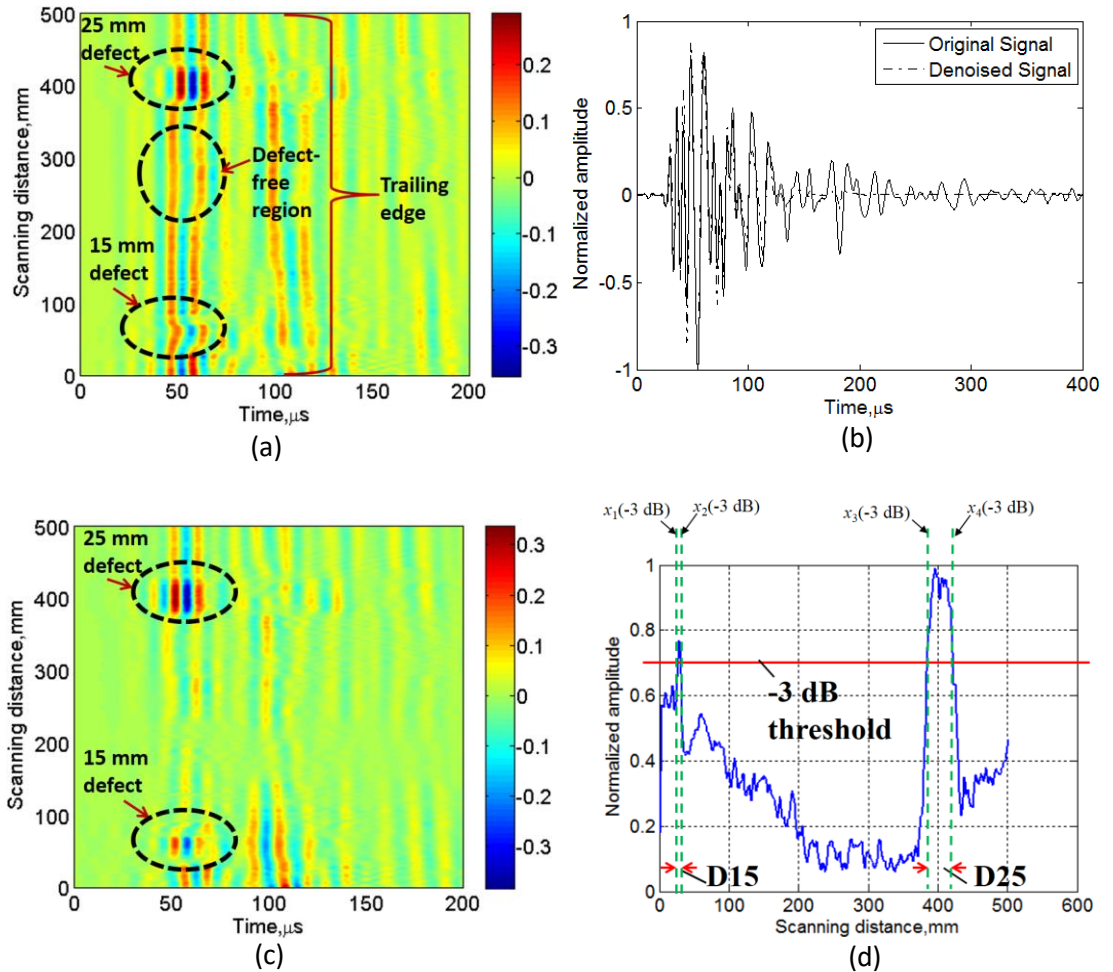 500
400
300
200
100
0
Scanning distance,mm
25 mm
defect
Defect-
free
region
Trailing
edge
15 mm
defect
0 50 100 150 200
Time,μs
0.2
0.1
0
-0.1
-0.2
-0.3
(a)
1
0.5
0
-0.5
-1
Normalized amplitude
Original Signal
Denoised Signal
0 100 200 300 400
Time,μs
(b)
500
400
300
200
100
0
Scanning distance,mm
25 mm
defect
15 mm
defect
0 50 100 150 200
Time,μs
0.3
0.2
0.1
0
-0.1
-0.2
-0.3
(c)
x1(-3 dB)
x2(-3 dB)
x3(-3 dB)
x4(-3 dB)
1
0.8
0.6
0.4
0.2
0
Normalized amplitude
-3 dB
threshold
D15
D25
0 100 200 300 400 500 600
Scanning distance,mm
(d)